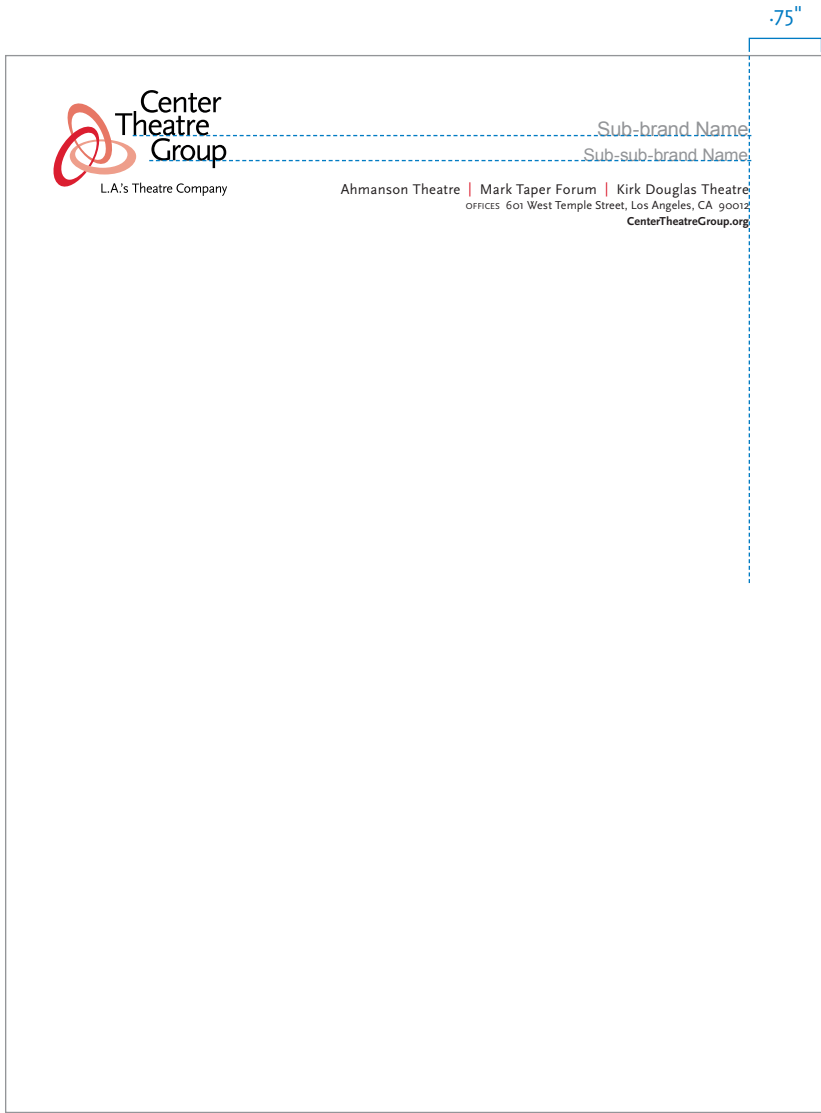 .75"
Center
Theatre
Group
L.A.'s Theatre Company
Sub-brand Name
Sub-sub-brand Name
Ahmanson Theatre | Mark Taper Forum | Kirk Douglas Theatre
OFFICES 601 West Temple Street, Los Angeles, CA 90012
CenterTheatreGroup.org